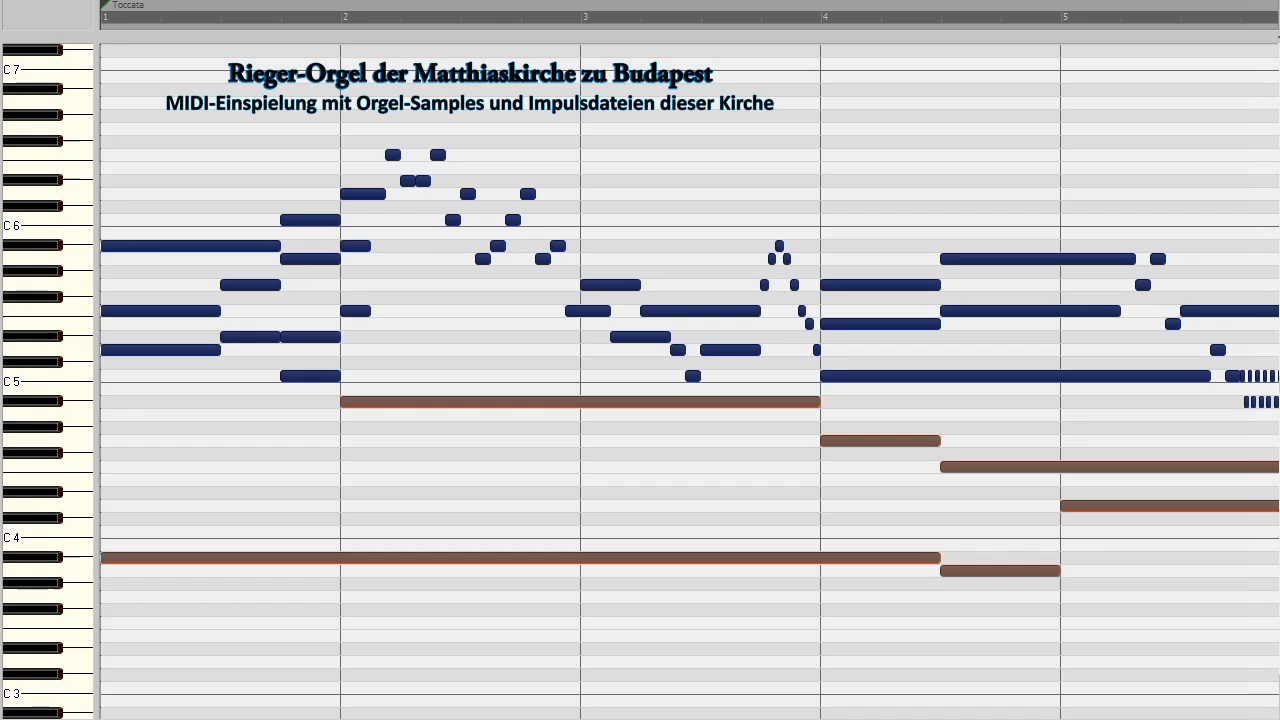 Toccata
1 2 3 4 5
C 7
Rieger-Orgel der Matthiaskirche zu Budapest
MIDI-Einspielung mit Orgel-Samples und Impulsdateien dieser Kirche
C 6
C 5
C 4
C 3